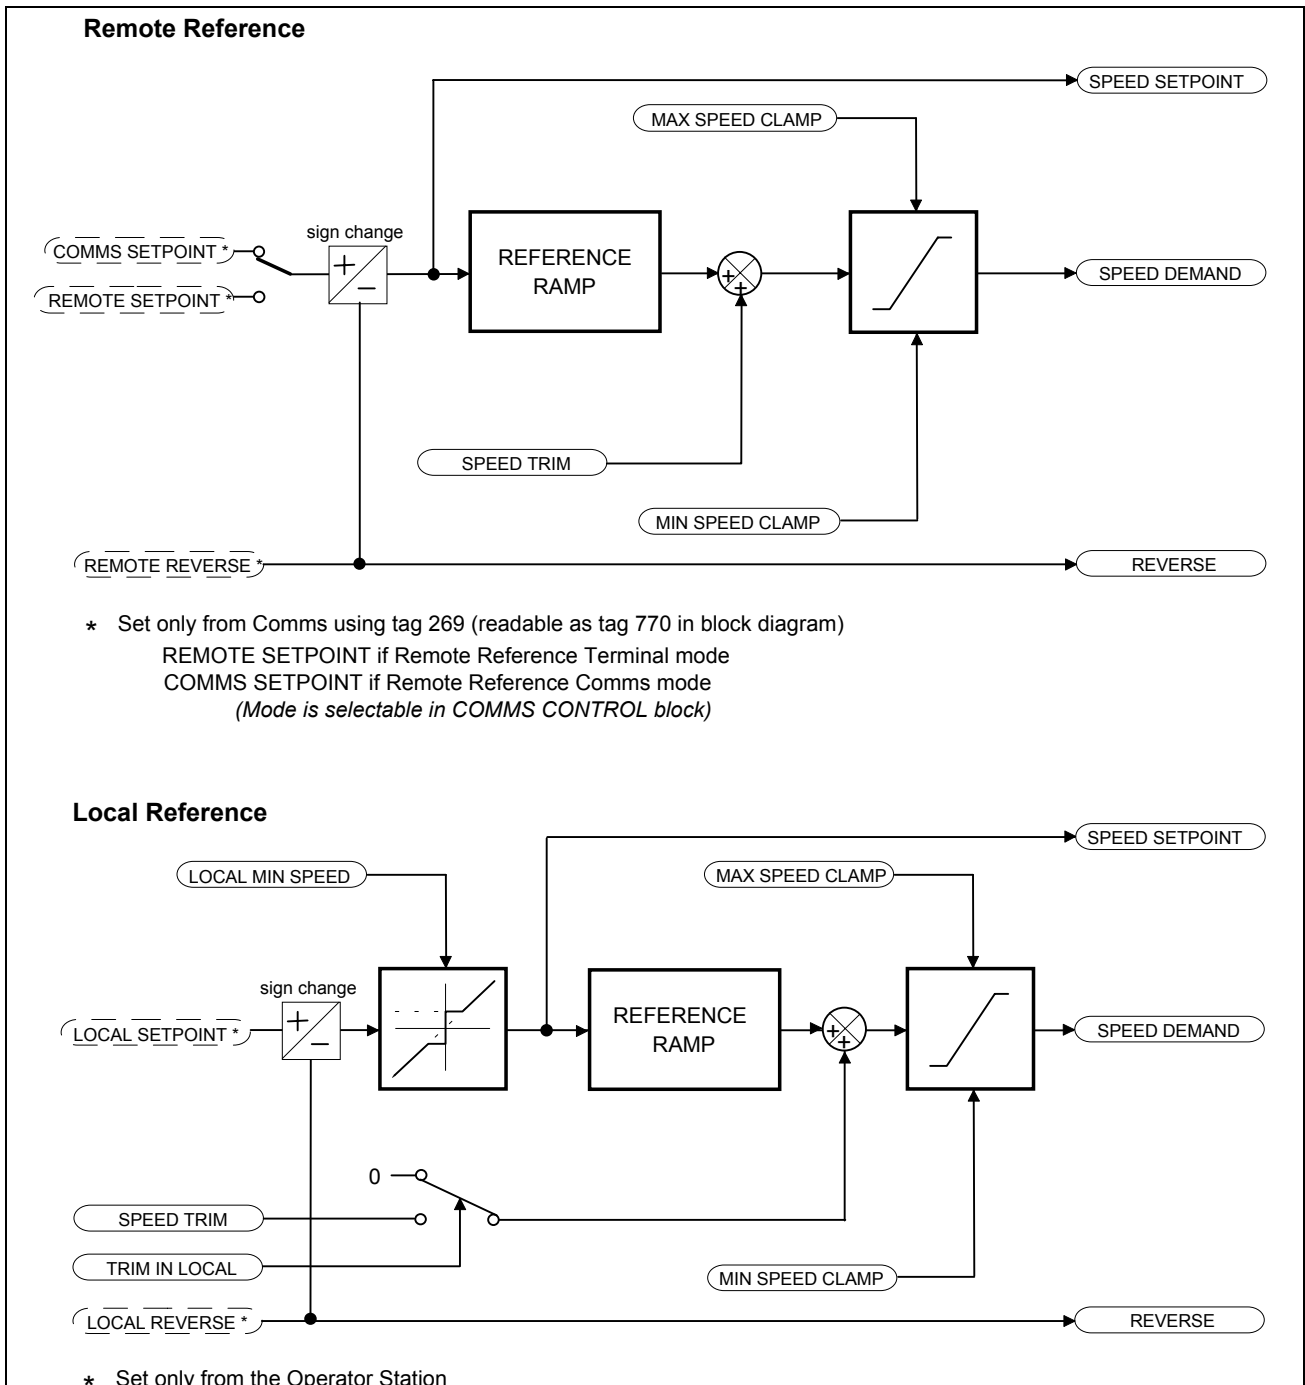 Remote Reference
SPEED SETPOINT
MAX SPEED CLAMP
sign change
COMMS SETPOINT *
+
−
REFERENCE
RAMP
+
+
SPEED DEMAND
REMOTE SETPOINT *
SPEED TRIM
MIN SPEED CLAMP
REMOTE REVERSE *
REVERSE
* Set only from Comms using tag 269 (readable as tag 770 in block diagram)
REMOTE SETPOINT if Remote Reference Terminal mode
COMMS SETPOINT if Remote Reference Comms mode
(Mode is selectable in COMMS CONTROL block)
Local Reference
SPEED SETPOINT
LOCAL MIN SPEED
MAX SPEED CLAMP
sign change
LOCAL SETPOINT *
+
−
REFERENCE
RAMP
+
+
SPEED DEMAND
0
SPEED TRIM
TRIM IN LOCAL
MIN SPEED CLAMP
LOCAL REVERSE *
REVERSE
* Set only from the Operator Station